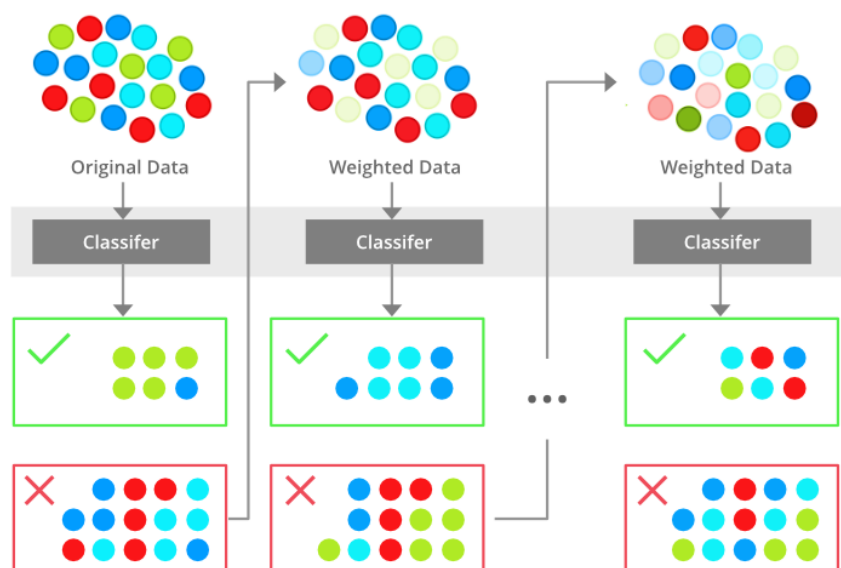 Original Data
Weighted Data
Weighted Data
Classifer
Classifer
Classifer
...